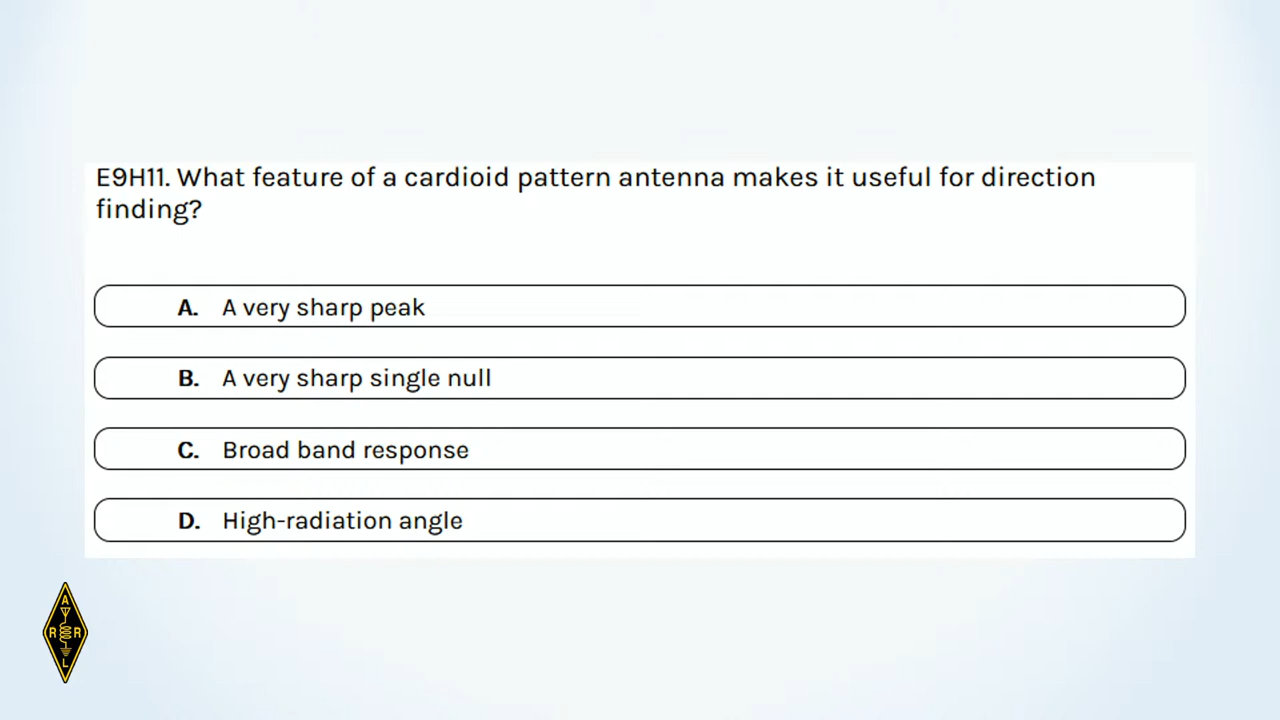 E9H11. What feature of a cardioid pattern antenna makes it useful for direction
finding?
A. A very sharp peak
B. A very sharp single null
C. Broad band response
D. High-radiation angle
A
R R
L